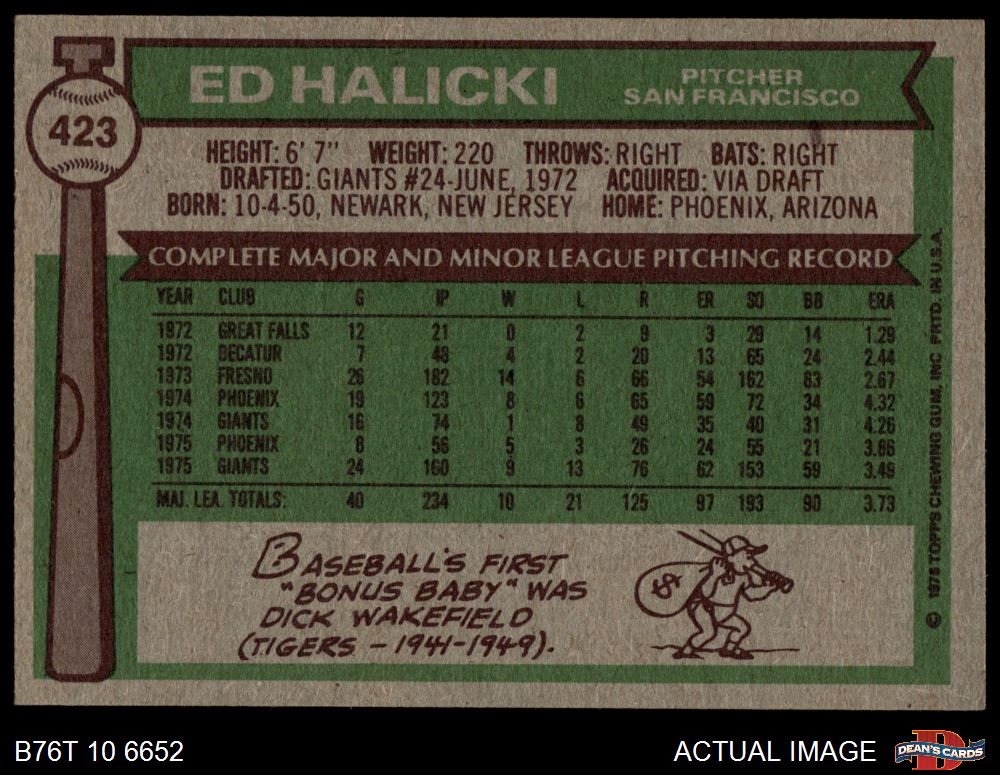 423
ED HALICKI
PITCHER
SAN FRANCISCO
HEIGHT: 6' 7" WEIGHT: 220 THROWS: RIGHT BATS: RIGHT
DRAFTED: GIANTS #24-JUNE, 1972 ACQUIRED: VIA DRAFT
BORN: 10-4-50, NEWARK, NEW JERSEY HOME: PHOENIX, ARIZONA
COMPLETE MAJOR AND MINOR LEAGUE PITCHING RECORD
YEAR CLUB G IP W L R ER SO BB ERA
1972 GREAT FALLS 12 21 0 2 9 3 29 14 1.29
1972 DECATUR 7 48 4 2 20 13 65 24 2.44
1973 FRESNO 26 182 14 6 66 54 162 63 2.67
1974 PHOENIX 19 123 8 6 65 59 72 34 4.32
1974 GIANTS 16 74 1 8 49 35 40 31 4.26
1975 PHOENIX 8 56 5 3 26 24 55 21 3.86
1975 GIANTS 24 160 9 13 76 62 153 59 3.49
MAJ. LEA. TOTALS: 40 234 10 21 125 97 193 90 3.73
BASEBALL'S FIRST
"BONUS BABY" WAS
DICK WAKEFIELD
(TIGERS - 1941-1949).
$
© 1976 TOPPS CHEWING GUM, INC PRTD. IN U.S.A.
B76T 10 6652
ACTUAL IMAGE
D
DEAN'S CARDS